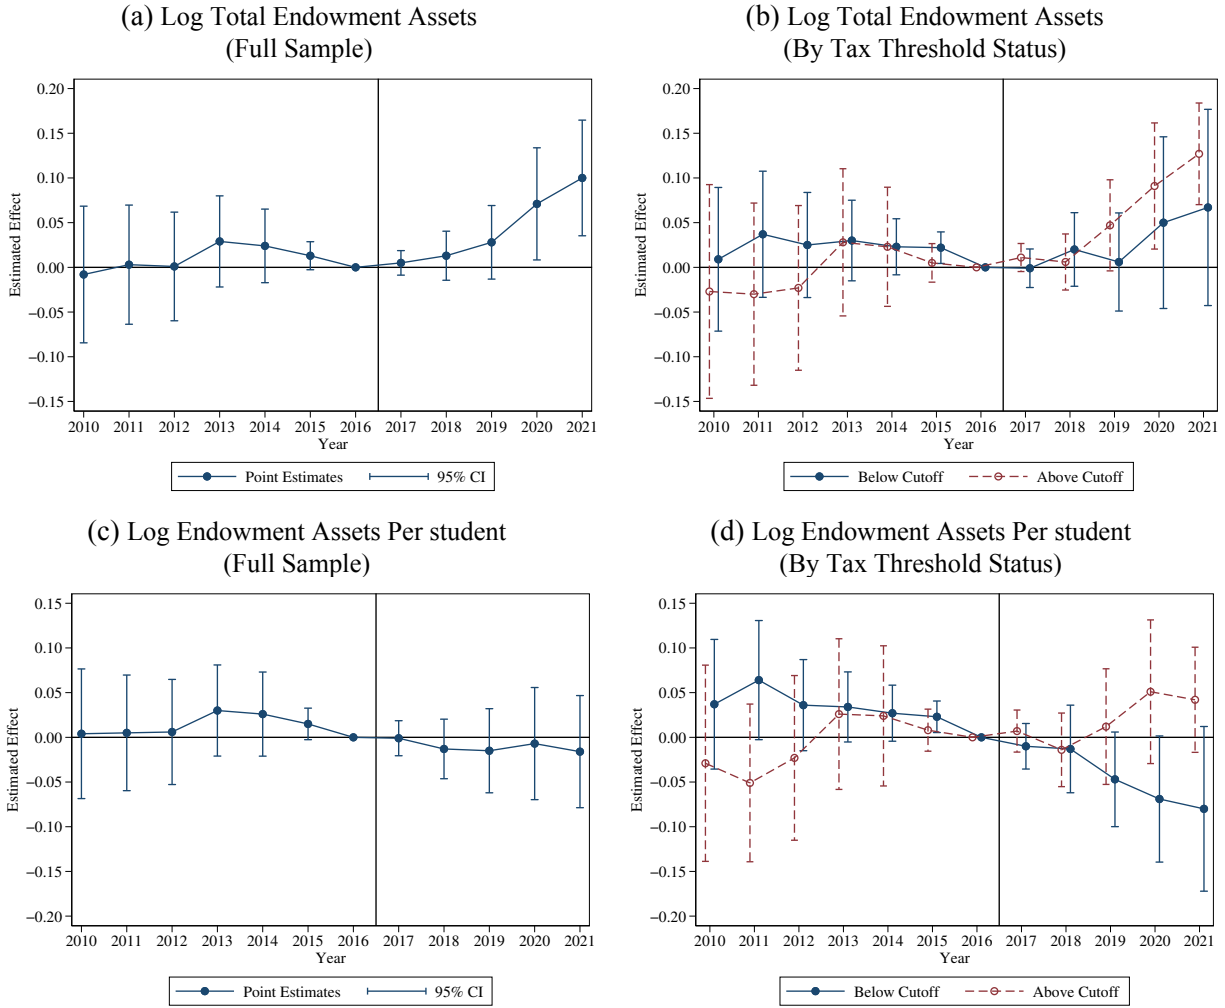 (a) Log Total Endowment Assets
(Full Sample)
0.20
0.15
0.10
0.05
0.00
−0.05
−0.10
−0.15
Estimated Effect
2010 2011 2012 2013 2014 2015 2016 2017 2018 2019 2020 2021
Year
Point Estimates 95% CI
(b) Log Total Endowment Assets
(By Tax Threshold Status)
0.20
0.15
0.10
0.05
0.00
−0.05
−0.10
−0.15
Estimated Effect
2010 2011 2012 2013 2014 2015 2016 2017 2018 2019 2020 2021
Year
Below Cutoff Above Cutoff
(c) Log Endowment Assets Per student
(Full Sample)
0.15
0.10
0.05
0.00
−0.05
−0.10
−0.15
−0.20
Estimated Effect
2010 2011 2012 2013 2014 2015 2016 2017 2018 2019 2020 2021
Year
Point Estimates 95% CI
(d) Log Endowment Assets Per student
(By Tax Threshold Status)
0.15
0.10
0.05
0.00
−0.05
−0.10
−0.15
−0.20
Estimated Effect
2010 2011 2012 2013 2014 2015 2016 2017 2018 2019 2020 2021
Year
Below Cutoff Above Cutoff